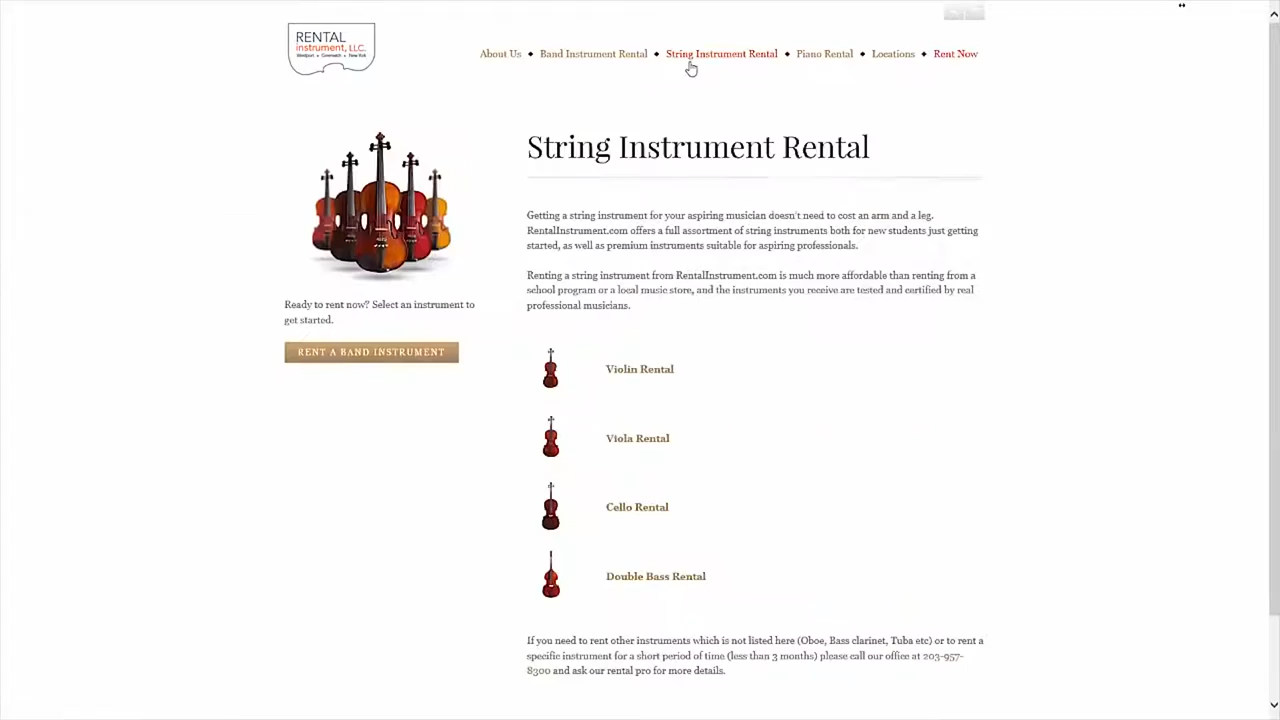 RENTAL
instrument, LLC.
Westport • Greenwich • New York
About Us ◆ Band Instrument Rental ◆ String Instrument Rental ◆ Piano Rental ◆ Locations ◆ Rent Now
String Instrument Rental
Getting a string instrument for your aspiring musician doesn't need to cost an arm and a leg.
RentalInstrument.com offers a full assortment of string instruments both for new students just getting
started, as well as premium instruments suitable for aspiring professionals.
Renting a string instrument from RentalInstrument.com is much more affordable than renting from a
school program or a local music store, and the instruments you receive are tested and certified by real
professional musicians.
Ready to rent now? Select an instrument to
get started.
RENT A BAND INSTRUMENT
Violin Rental
Viola Rental
Cello Rental
Double Bass Rental
If you need to rent other instruments which is not listed here (Oboe, Bass clarinet, Tuba etc) or to rent a
specific instrument for a short period of time (less than 3 months) please call our office at 203-957-
8300 and ask our rental pro for more details.